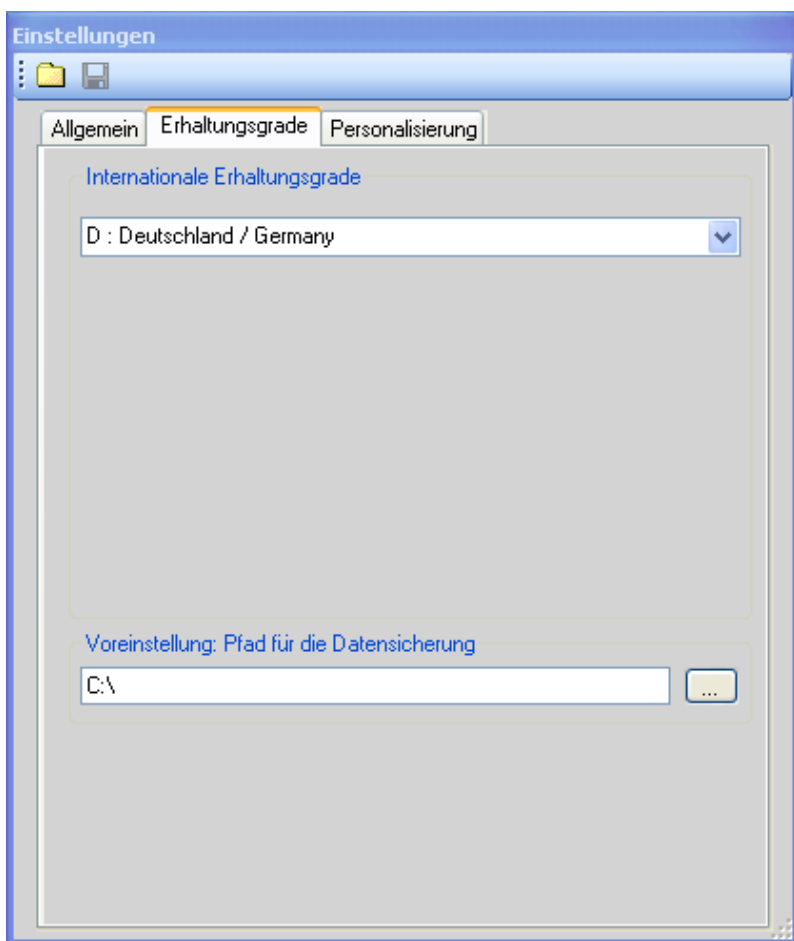 Einstellungen
Allgemein Erhaltungsgrade Personalisierung
Internationale Erhaltungsgrade
D : Deutschland / Germany
Voreinstellung: Pfad für die Datensicherung
C:\
...